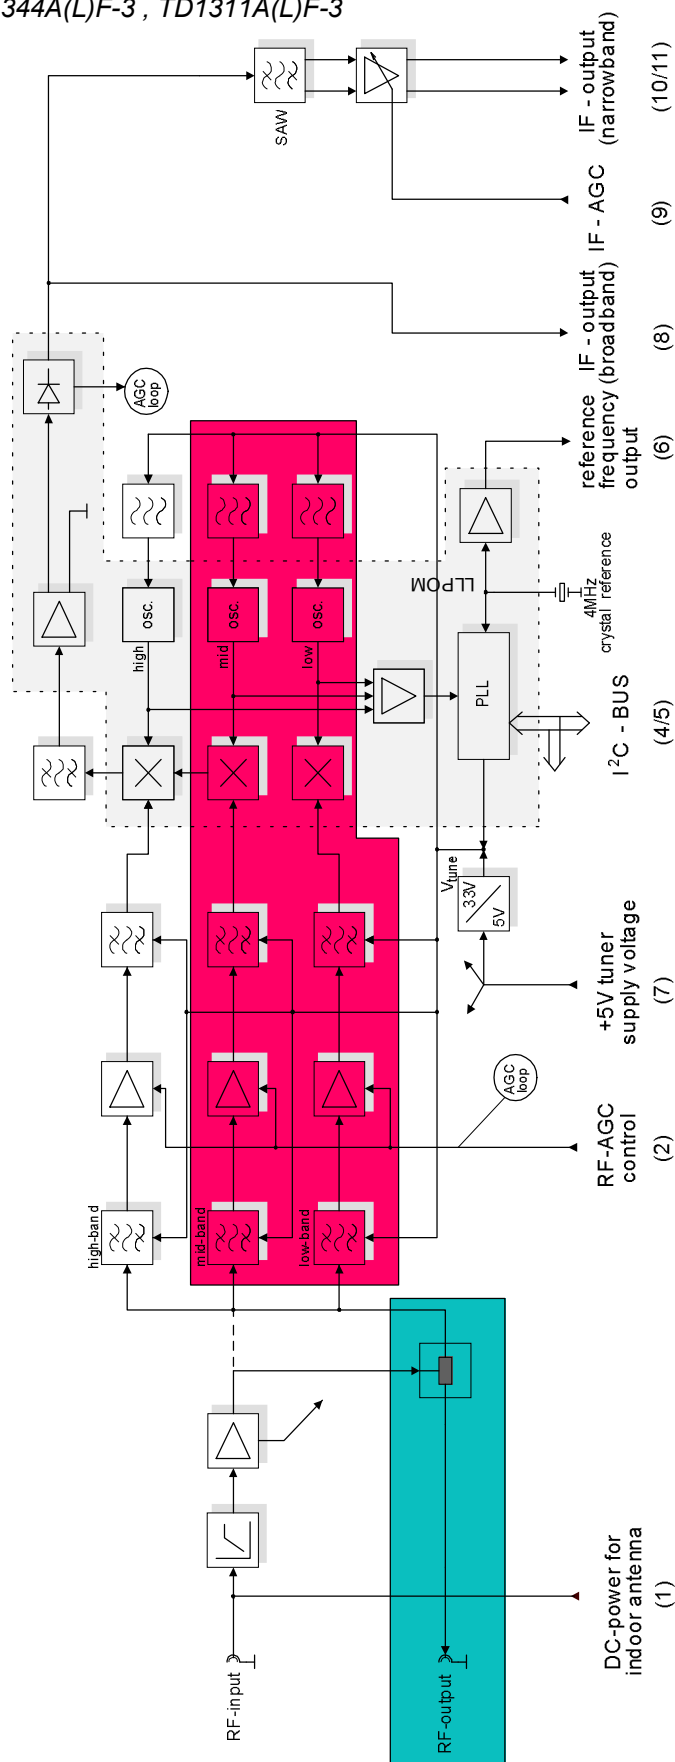 344A(L)F-3 , TD1311A(L)F-3
SAW
IF - output
(narrowband)
(10/11)
IF - AGC
(9)
IF - output
(broadband)
(8)
reference
frequency
output
(6)
AGC
loop
LLPOM
4MHz
crystal reference
osc.
osc.
osc.
high
mid
low
PLL
I²C - BUS
(4/5)
Vtune
33V
5V
+5V tuner
supply voltage
(7)
AGC
loop
RF-AGC
control
(2)
high-band
mid-band
low-band
DC-power for
indoor antenna
(1)
RF-input
RF-output